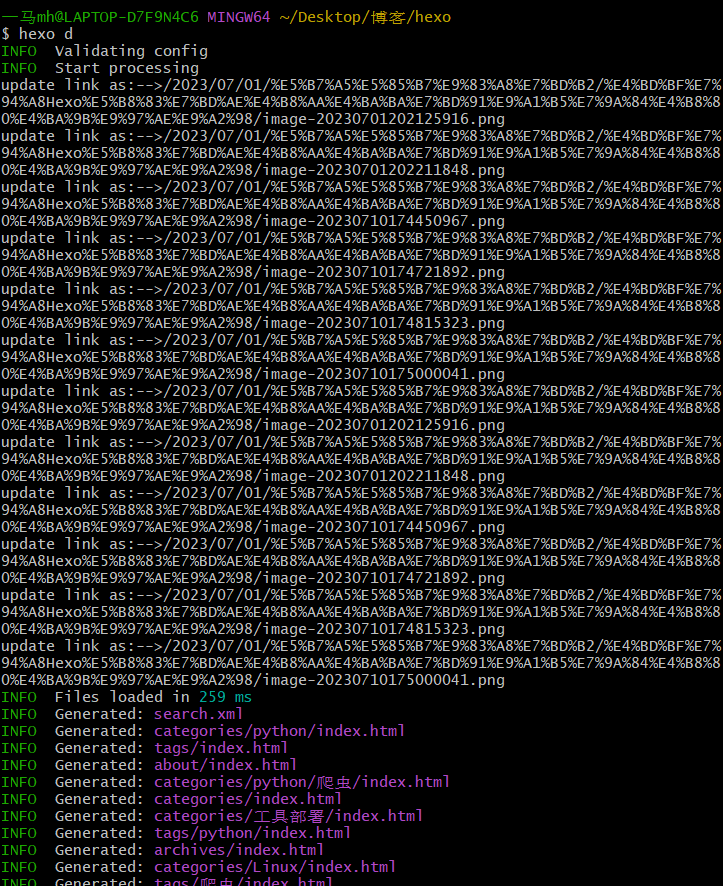 一马mh@LAPTOP-D7F9N4C6 MINGW64 ~/Desktop/博客/hexo
$ hexo d
INFO  Validating config
INFO  Start processing
update link as:-->/2023/07/01/%E5%B7%A5%E5%85%B7%E9%83%A8%E7%BD%B2/%E4%BD%BF%E7%
94%A8Hexo%E5%B8%83%E7%BD%AE%E4%B8%AA%E4%BA%BA%E7%BD%91%E9%A1%B5%E7%9A%84%E4%B8%8
0%E4%BA%9B%E9%97%AE%E9%A2%98/image-20230701202125916.png
update link as:-->/2023/07/01/%E5%B7%A5%E5%85%B7%E9%83%A8%E7%BD%B2/%E4%BD%BF%E7%
94%A8Hexo%E5%B8%83%E7%BD%AE%E4%B8%AA%E4%BA%BA%E7%BD%91%E9%A1%B5%E7%9A%84%E4%B8%8
0%E4%BA%9B%E9%97%AE%E9%A2%98/image-20230701202211848.png
update link as:-->/2023/07/01/%E5%B7%A5%E5%85%B7%E9%83%A8%E7%BD%B2/%E4%BD%BF%E7%
94%A8Hexo%E5%B8%83%E7%BD%AE%E4%B8%AA%E4%BA%BA%E7%BD%91%E9%A1%B5%E7%9A%84%E4%B8%8
0%E4%BA%9B%E9%97%AE%E9%A2%98/image-20230710174450967.png
update link as:-->/2023/07/01/%E5%B7%A5%E5%85%B7%E9%83%A8%E7%BD%B2/%E4%BD%BF%E7%
94%A8Hexo%E5%B8%83%E7%BD%AE%E4%B8%AA%E4%BA%BA%E7%BD%91%E9%A1%B5%E7%9A%84%E4%B8%8
0%E4%BA%9B%E9%97%AE%E9%A2%98/image-20230710174721892.png
update link as:-->/2023/07/01/%E5%B7%A5%E5%85%B7%E9%83%A8%E7%BD%B2/%E4%BD%BF%E7%
94%A8Hexo%E5%B8%83%E7%BD%AE%E4%B8%AA%E4%BA%BA%E7%BD%91%E9%A1%B5%E7%9A%84%E4%B8%8
0%E4%BA%9B%E9%97%AE%E9%A2%98/image-20230710174815323.png
update link as:-->/2023/07/01/%E5%B7%A5%E5%85%B7%E9%83%A8%E7%BD%B2/%E4%BD%BF%E7%
94%A8Hexo%E5%B8%83%E7%BD%AE%E4%B8%AA%E4%BA%BA%E7%BD%91%E9%A1%B5%E7%9A%84%E4%B8%8
0%E4%BA%9B%E9%97%AE%E9%A2%98/image-20230710175000041.png
update link as:-->/2023/07/01/%E5%B7%A5%E5%85%B7%E9%83%A8%E7%BD%B2/%E4%BD%BF%E7%
94%A8Hexo%E5%B8%83%E7%BD%AE%E4%B8%AA%E4%BA%BA%E7%BD%91%E9%A1%B5%E7%9A%84%E4%B8%8
0%E4%BA%9B%E9%97%AE%E9%A2%98/image-20230701202125916.png
update link as:-->/2023/07/01/%E5%B7%A5%E5%85%B7%E9%83%A8%E7%BD%B2/%E4%BD%BF%E7%
94%A8Hexo%E5%B8%83%E7%BD%AE%E4%B8%AA%E4%BA%BA%E7%BD%91%E9%A1%B5%E7%9A%84%E4%B8%8
0%E4%BA%9B%E9%97%AE%E9%A2%98/image-20230701202211848.png
update link as:-->/2023/07/01/%E5%B7%A5%E5%85%B7%E9%83%A8%E7%BD%B2/%E4%BD%BF%E7%
94%A8Hexo%E5%B8%83%E7%BD%AE%E4%B8%AA%E4%BA%BA%E7%BD%91%E9%A1%B5%E7%9A%84%E4%B8%8
0%E4%BA%9B%E9%97%AE%E9%A2%98/image-20230710174450967.png
update link as:-->/2023/07/01/%E5%B7%A5%E5%85%B7%E9%83%A8%E7%BD%B2/%E4%BD%BF%E7%
94%A8Hexo%E5%B8%83%E7%BD%AE%E4%B8%AA%E4%BA%BA%E7%BD%91%E9%A1%B5%E7%9A%84%E4%B8%8
0%E4%BA%9B%E9%97%AE%E9%A2%98/image-20230710174721892.png
update link as:-->/2023/07/01/%E5%B7%A5%E5%85%B7%E9%83%A8%E7%BD%B2/%E4%BD%BF%E7%
94%A8Hexo%E5%B8%83%E7%BD%AE%E4%B8%AA%E4%BA%BA%E7%BD%91%E9%A1%B5%E7%9A%84%E4%B8%8
0%E4%BA%9B%E9%97%AE%E9%A2%98/image-20230710174815323.png
update link as:-->/2023/07/01/%E5%B7%A5%E5%85%B7%E9%83%A8%E7%BD%B2/%E4%BD%BF%E7%
94%A8Hexo%E5%B8%83%E7%BD%AE%E4%B8%AA%E4%BA%BA%E7%BD%91%E9%A1%B5%E7%9A%84%E4%B8%8
0%E4%BA%9B%E9%97%AE%E9%A2%98/image-20230710175000041.png
INFO  Files loaded in 259 ms
INFO  Generated: search.xml
INFO  Generated: categories/python/index.html
INFO  Generated: tags/index.html
INFO  Generated: about/index.html
INFO  Generated: categories/python/爬虫/index.html
INFO  Generated: categories/index.html
INFO  Generated: categories/工具部署/index.html
INFO  Generated: tags/python/index.html
INFO  Generated: archives/index.html
INFO  Generated: categories/Linux/index.html
INFO  Generated: tags/爬虫/index.html